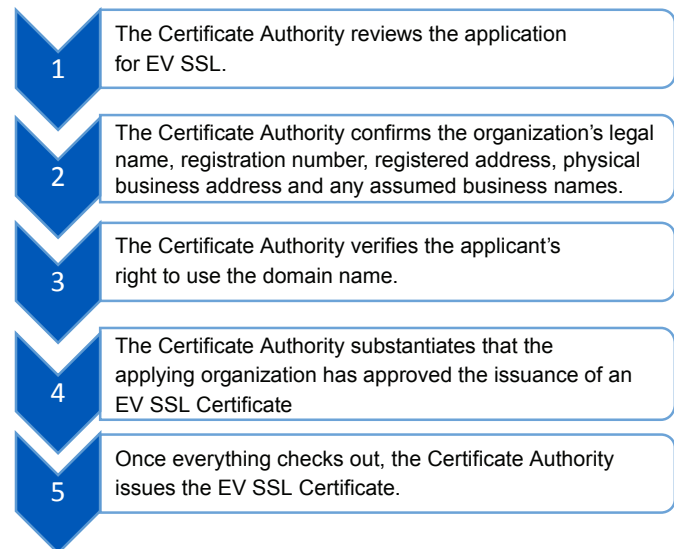 1
The Certificate Authority reviews the application
for EV SSL.
2
The Certificate Authority confirms the organization's legal
name, registration number, registered address, physical
business address and any assumed business names.
3
The Certificate Authority verifies the applicant's
right to use the domain name.
4
The Certificate Authority substantiates that the
applying organization has approved the issuance of an
EV SSL Certificate
5
Once everything checks out, the Certificate Authority
issues the EV SSL Certificate.